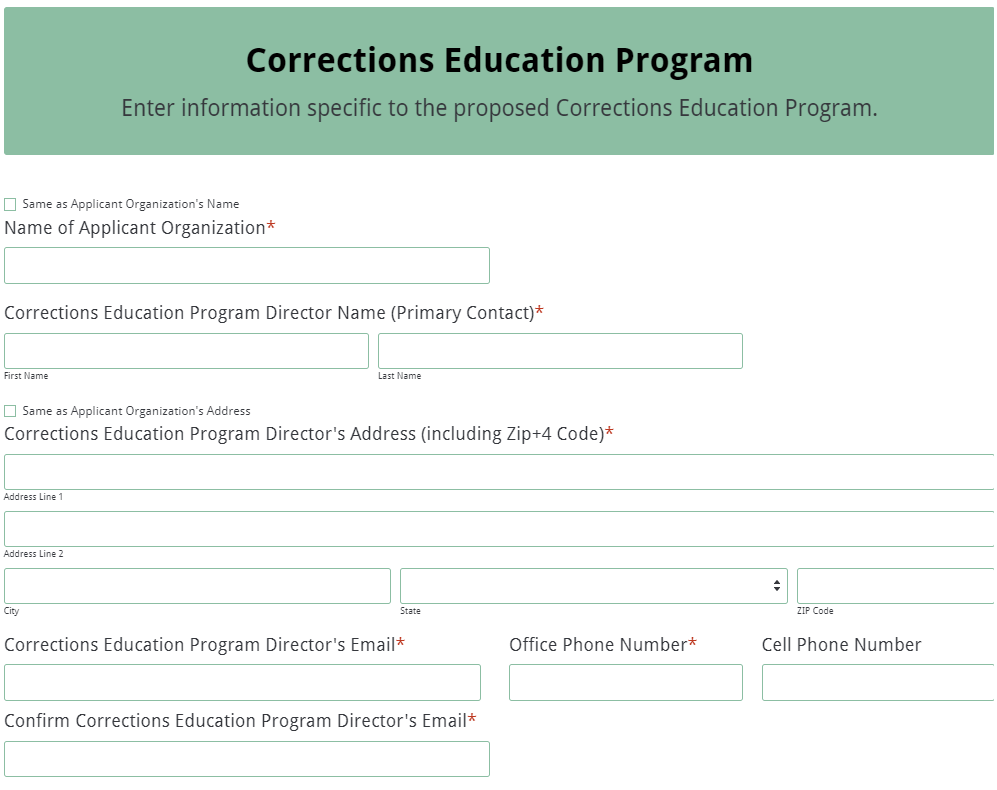 Corrections Education Program
Enter information specific to the proposed Corrections Education Program.
Same as Applicant Organization's Name
Name of Applicant Organization*
Corrections Education Program Director Name (Primary Contact)*
First Name Last Name
Same as Applicant Organization's Address
Corrections Education Program Director's Address (including Zip+4 Code)*
Address Line 1
Address Line 2
City State ZIP Code
Corrections Education Program Director's Email* Office Phone Number* Cell Phone Number
Confirm Corrections Education Program Director's Email*